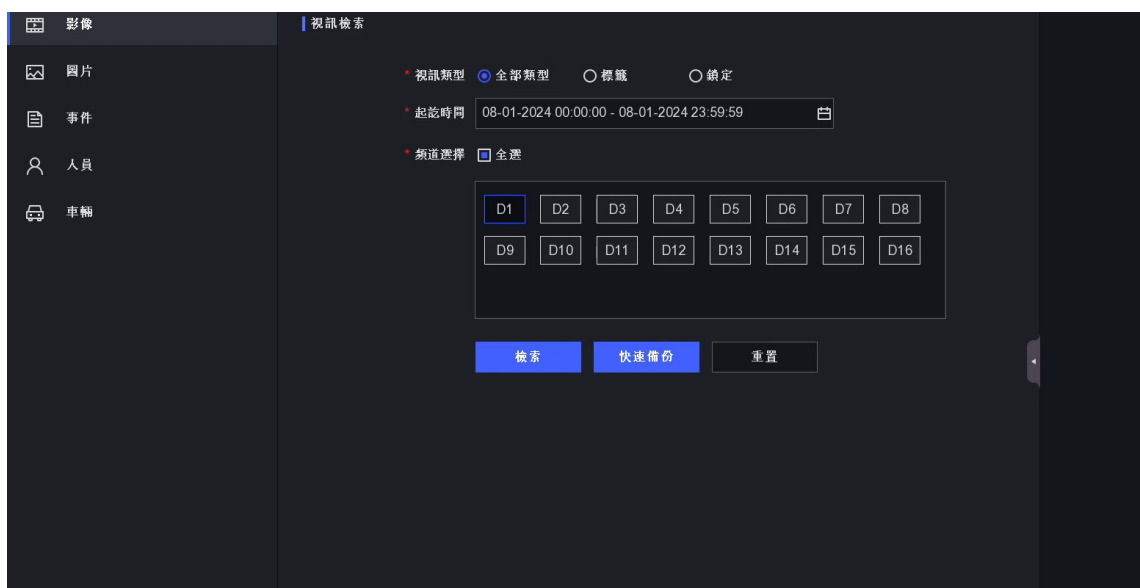 影像
圖片
事件
人員
車輛
視訊檢索
* 視訊類型 全部類型 標籤 鎖定
* 起訖時間 08-01-2024 00:00:00 - 08-01-2024 23:59:59
* 頻道選擇 全選
D1 D2 D3 D4 D5 D6 D7 D8
D9 D10 D11 D12 D13 D14 D15 D16
檢索 快速備份 重置